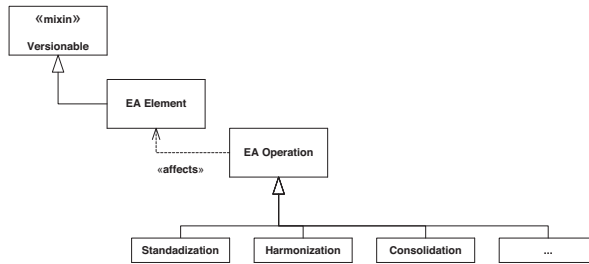 «mixin»
Versionable
EA Element
EA Operation
«affects»
Standadization
Harmonization
Consolidation
...